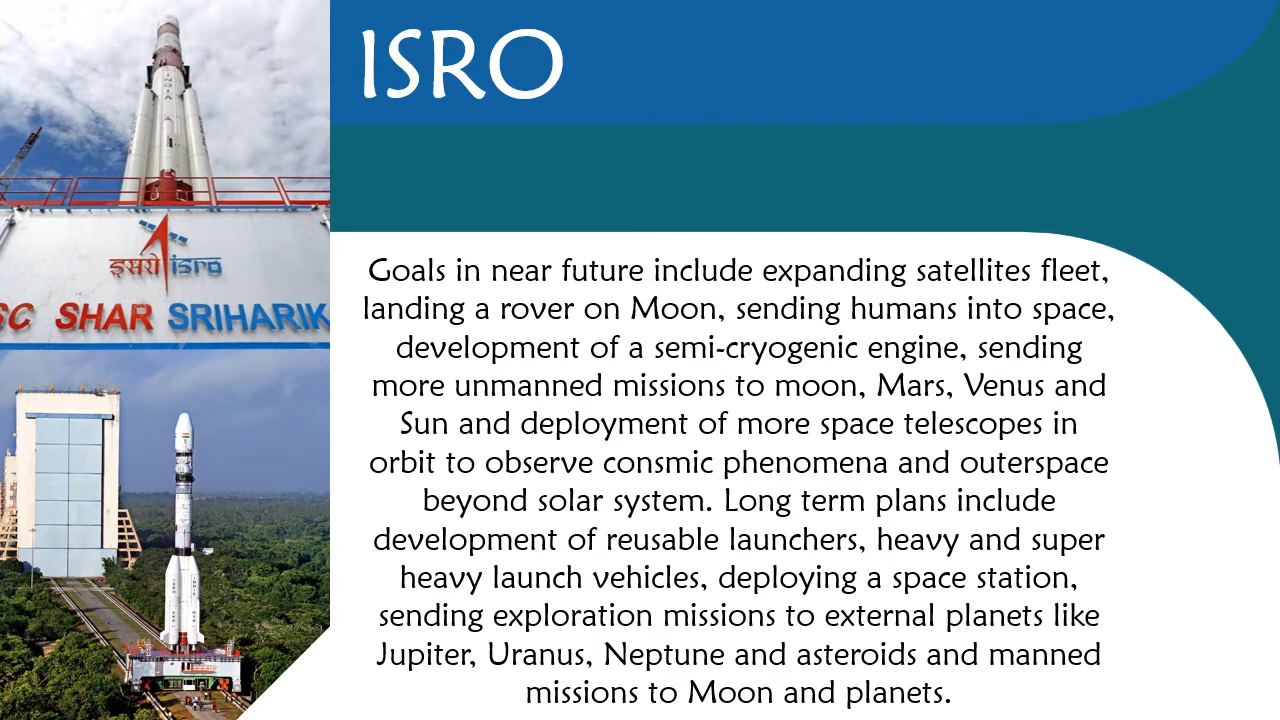 ISRO
INDIA
इसरो isro
SC SHAR SRIHARIK
Goals in near future include expanding satellites fleet,
landing a rover on Moon, sending humans into space,
development of a semi-cryogenic engine, sending
more unmanned missions to moon, Mars, Venus and
Sun and deployment of more space telescopes in
orbit to observe consmic phenomena and outerspace
beyond solar system. Long term plans include
development of reusable launchers, heavy and super
heavy launch vehicles, deploying a space station,
sending exploration missions to external planets like
Jupiter, Uranus, Neptune and asteroids and manned
missions to Moon and planets.